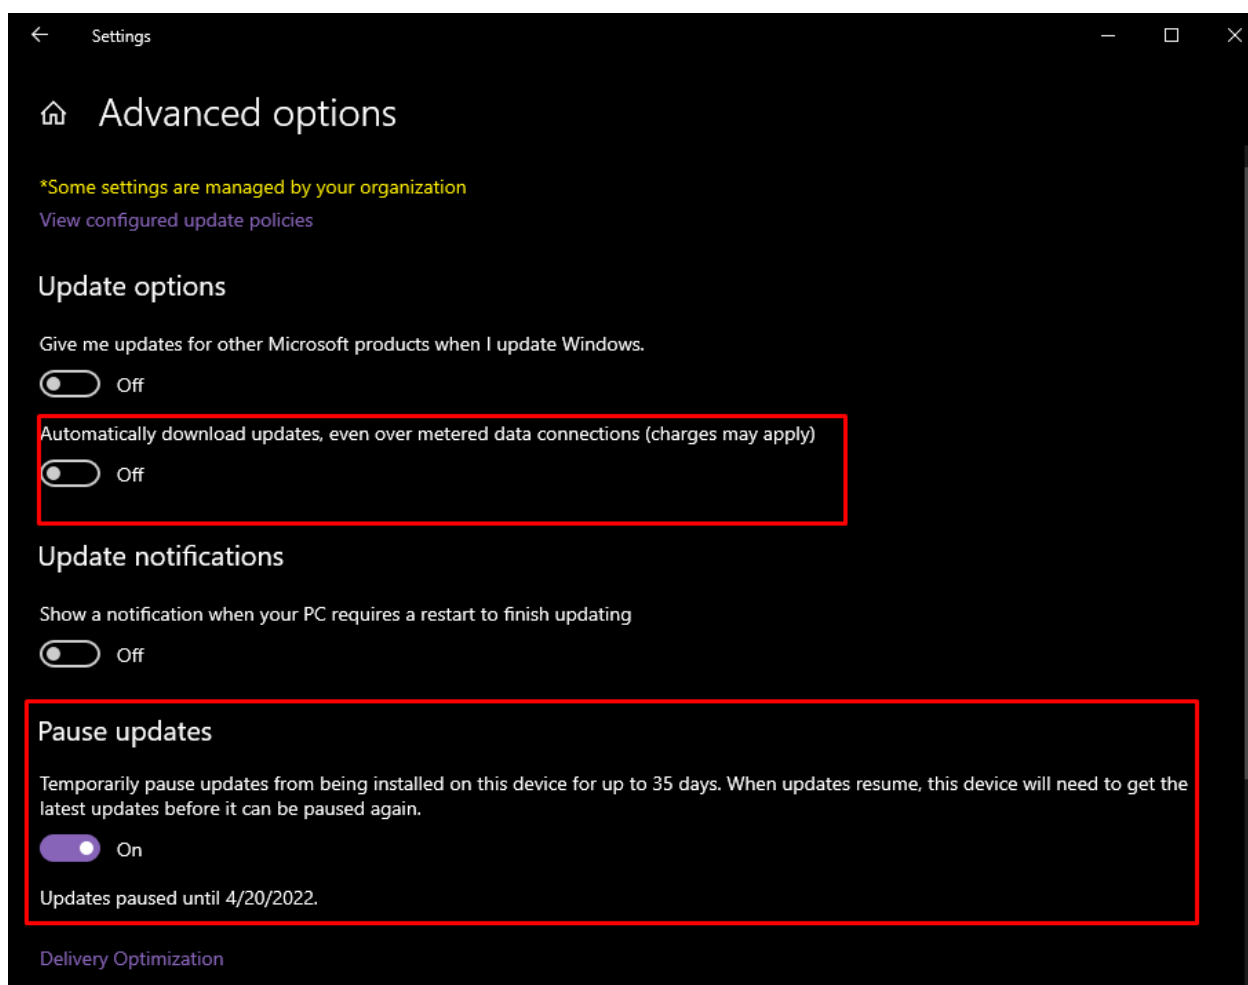 Settings
Advanced options
*Some settings are managed by your organization
View configured update policies
Update options
Give me updates for other Microsoft products when I update Windows.
Off
Automatically download updates, even over metered data connections (charges may apply)
Off
Update notifications
Show a notification when your PC requires a restart to finish updating
Off
Pause updates
Temporarily pause updates from being installed on this device for up to 35 days. When updates resume, this device will need to get the
latest updates before it can be paused again.
On
Updates paused until 4/20/2022.
Delivery Optimization